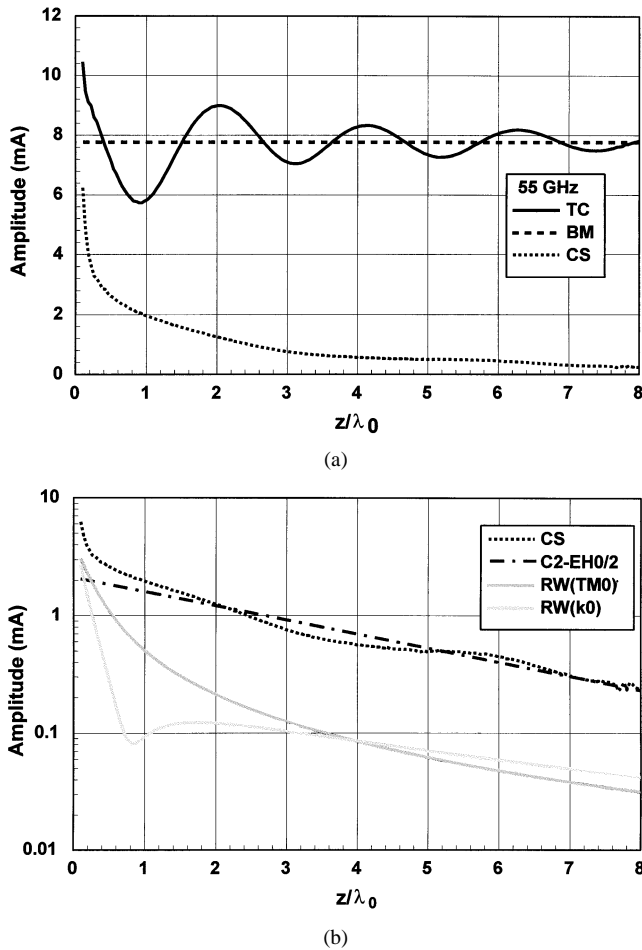 12
10
8
6
4
2
0
Amplitude (mA)
55 GHz
TC
BM
CS
0 1 2 3 4 5 6 7 8
z/λ0
(a)
10
1
0.1
0.01
Amplitude (mA)
CS
C2-EH0/2
RW(TM0)
RW(k0)
0 1 2 3 4 5 6 7 8
z/λ0
(b)